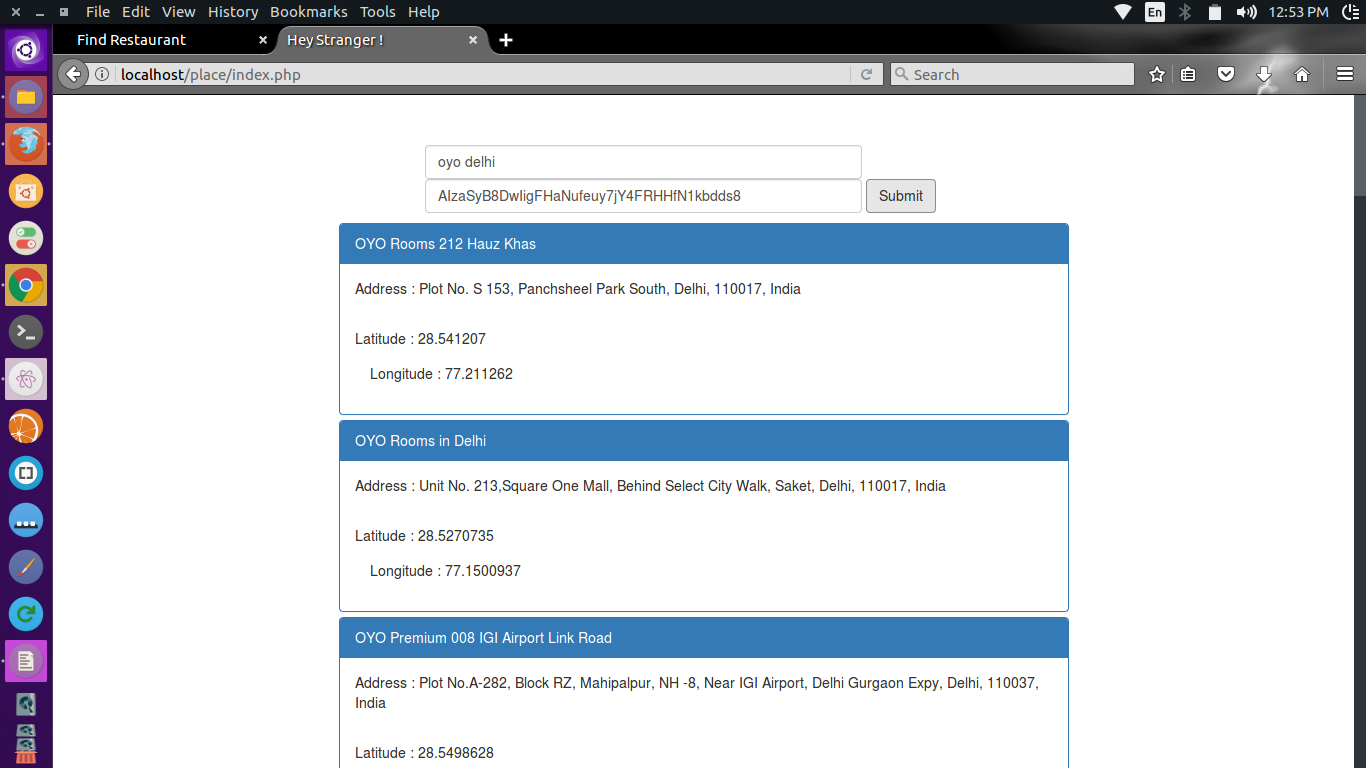 File Edit View History Bookmarks Tools Help
En 12:53 PM
Find Restaurant
Hey Stranger !
localhost/place/index.php
Search
oyo delhi
AIzaSyB8DwIigFHaNufeuy7jY4FRHHfN1kbdds8
Submit
OYO Rooms 212 Hauz Khas
Address : Plot No. S 153, Panchsheel Park South, Delhi, 110017, India
Latitude : 28.541207
Longitude : 77.211262
OYO Rooms in Delhi
Address : Unit No. 213,Square One Mall, Behind Select City Walk, Saket, Delhi, 110017, India
Latitude : 28.5270735
Longitude : 77.1500937
OYO Premium 008 IGI Airport Link Road
Address : Plot No.A-282, Block RZ, Mahipalpur, NH -8, Near IGI Airport, Delhi Gurgaon Expy, Delhi, 110037,
India
Latitude : 28.5498628